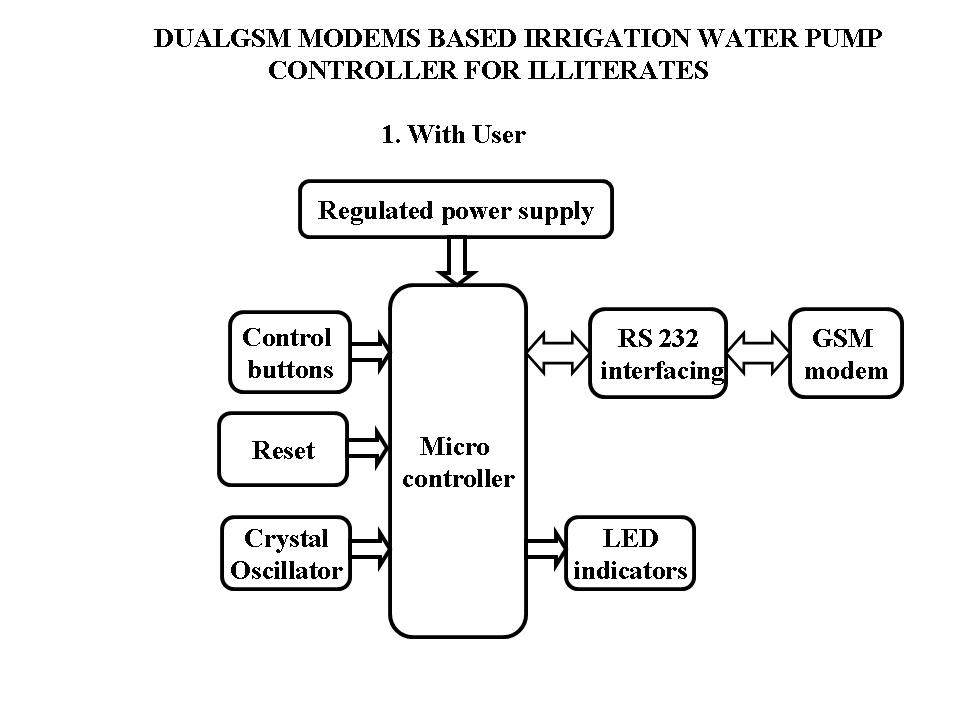 DUALGSM MODEMS BASED IRRIGATION WATER PUMP
CONTROLLER FOR ILLITERATES
1. With User
Regulated power supply
Control
buttons
RS 232
interfacing
GSM
modem
Reset
Micro
controller
Crystal
Oscillator
LED
indicators